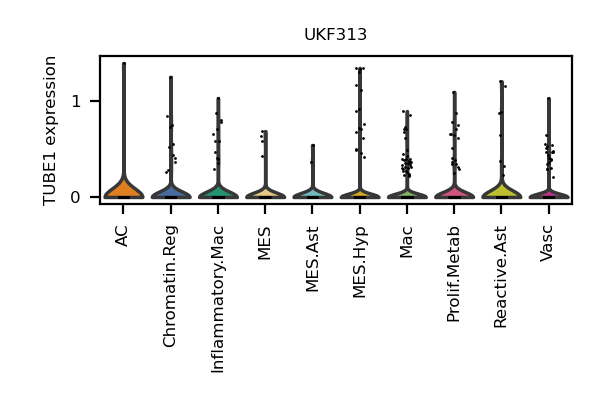 UKF313
TUBE1 expression
1
0
AC
Chromatin.Reg
Inflammatory.Mac
MES
MES.Ast
MES.Hyp
Mac
Prolif.Metab
Reactive.Ast
Vasc